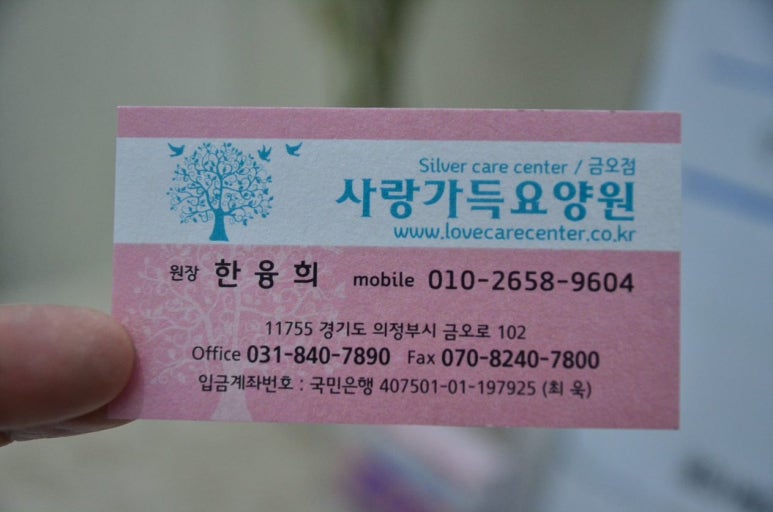 Silver care center / 금오점
사랑가득요양원
www.lovecarecenter.co.kr
원장 한융희 mobile 010-2658-9604
11755 경기도 의정부시 금오로 102
Office 031-840-7890 Fax 070-8240-7800
입금계좌번호 : 국민은행 407501-01-197925 (최 욱)